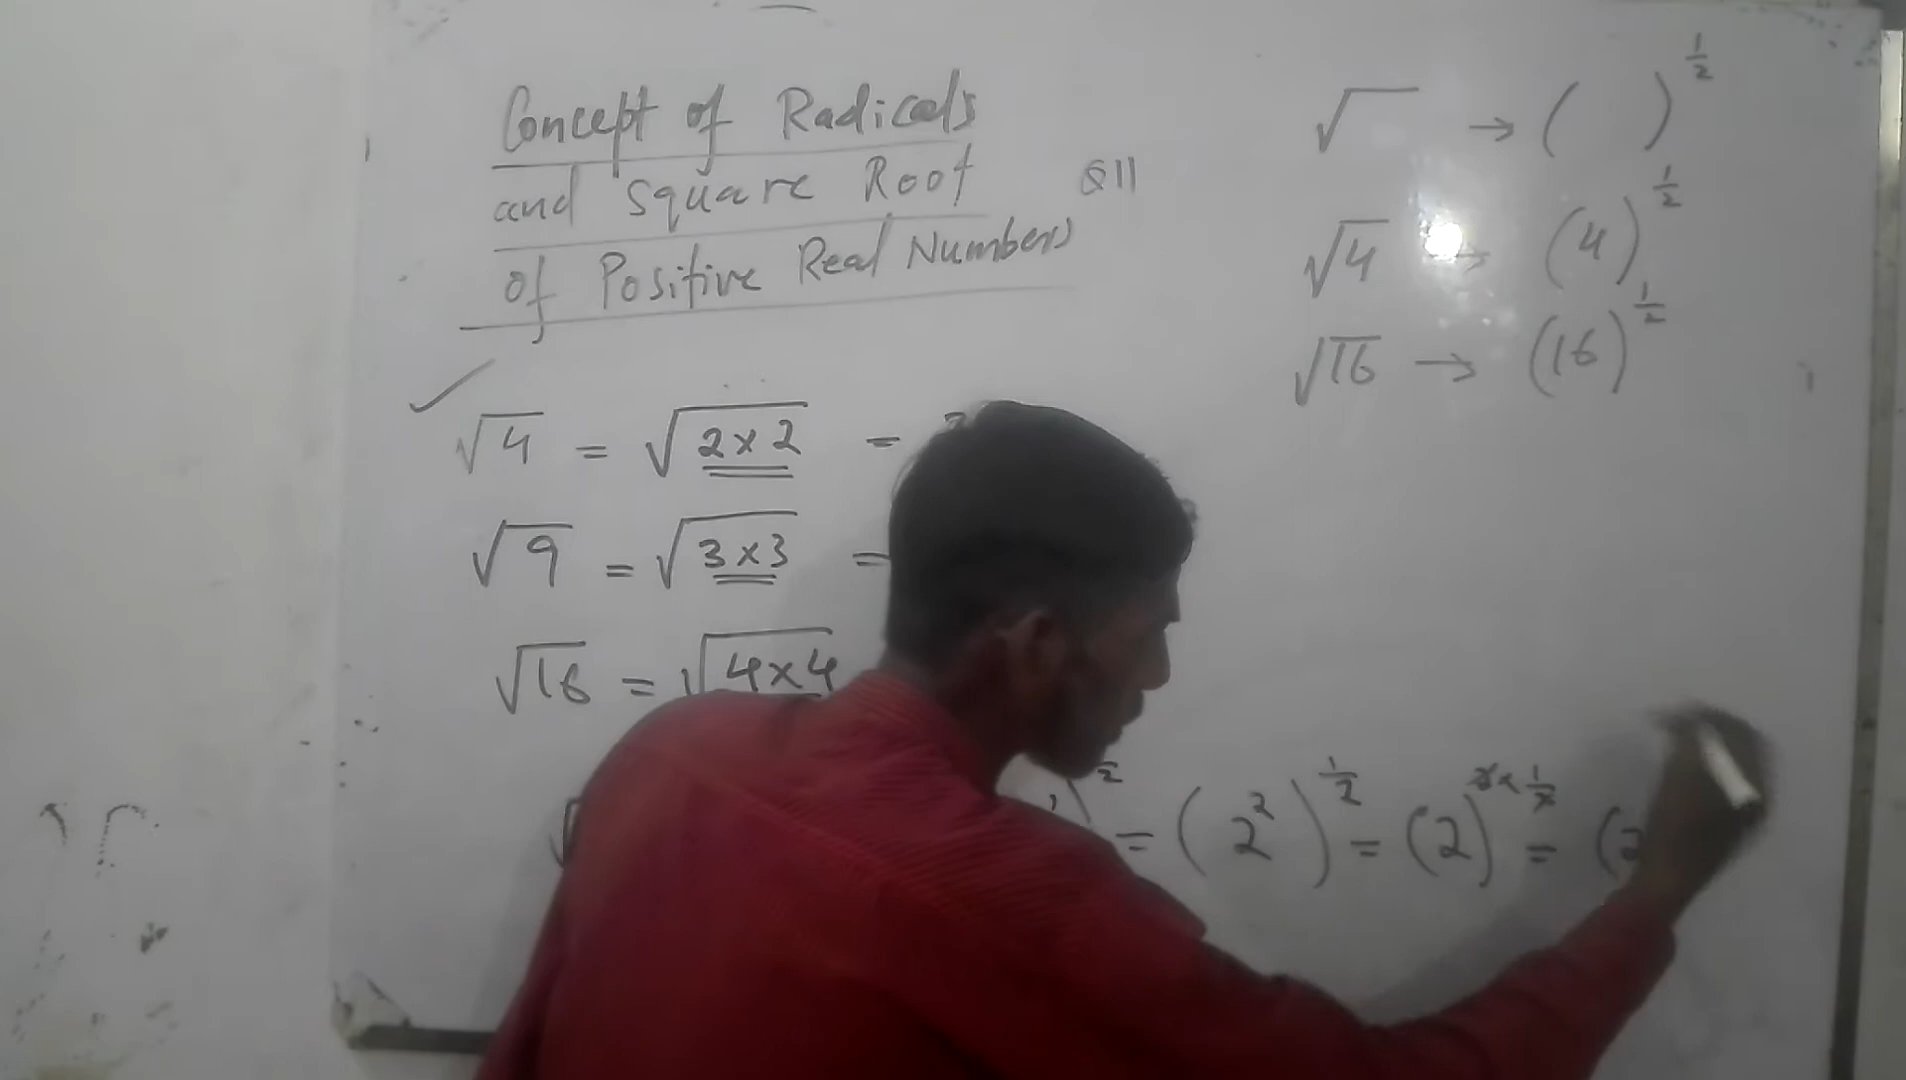 Concept of Radicals
and Square Root
of Positive Real Numbers
Q11
√ → ( )^1/2
√4 → (4)^1/2
√16 → (16)^1/2
√4 = √2×2 =
√9 = √3×3 =
√16 = √4×4
= (2²)^1/2 = (2)^2×1/2 = (2